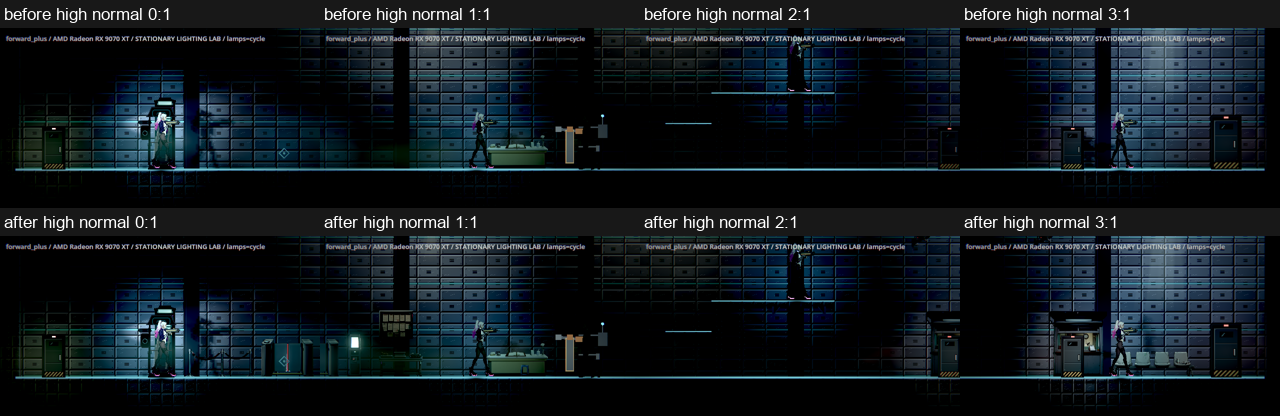 before high normal 0:1
before high normal 1:1
before high normal 2:1
before high normal 3:1
forward_plus / AMD Radeon RX 9070 XT / STATIONARY LIGHTING LAB / lamps=cycle
forward_plus / AMD Radeon RX 9070 XT / STATIONARY LIGHTING LAB / lamps=cycle
forward_plus / AMD Radeon RX 9070 XT / STATIONARY LIGHTING LAB / lamps=cycle
forward_plus / AMD Radeon RX 9070 XT / STATIONARY LIGHTING LAB / lamps=cycle
after high normal 0:1
after high normal 1:1
after high normal 2:1
after high normal 3:1
forward_plus / AMD Radeon RX 9070 XT / STATIONARY LIGHTING LAB / lamps=cycle
forward_plus / AMD Radeon RX 9070 XT / STATIONARY LIGHTING LAB / lamps=cycle
forward_plus / AMD Radeon RX 9070 XT / STATIONARY LIGHTING LAB / lamps=cycle
forward_plus / AMD Radeon RX 9070 XT / STATIONARY LIGHTING LAB / lamps=cycle